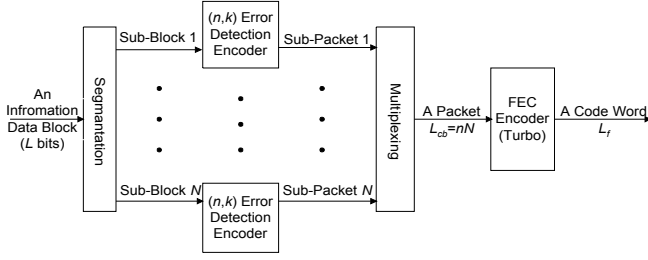 An
Infromation
Data Block
(L bits)
Segmantation
Sub-Block 1
(n,k) Error
Detection
Encoder
Sub-Packet 1
Sub-Block N
(n,k) Error
Detection
Encoder
Sub-Packet N
Multiplexing
A Packet
Lcb=nN
FEC
Encoder
(Turbo)
A Code Word
Lf